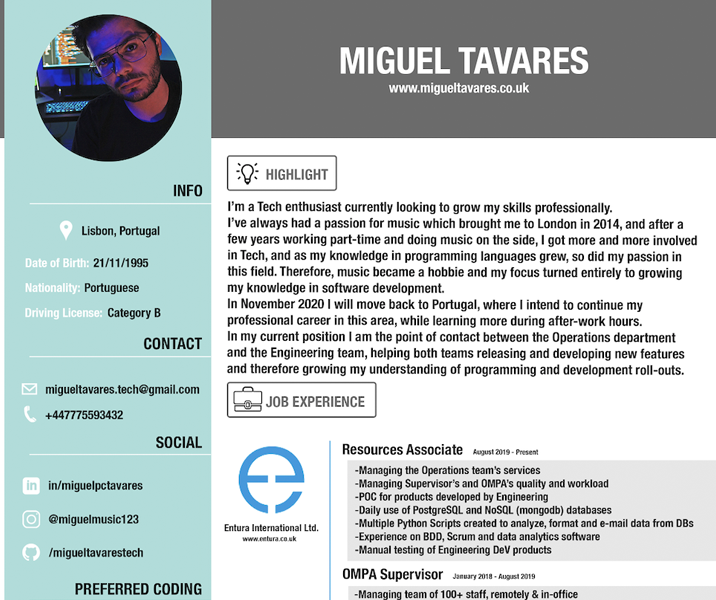 MIGUEL TAVARES
www.migueltavares.co.uk
INFO
Lisbon, Portugal
Date of Birth: 21/11/1995
Nationality: Portuguese
Driving License: Category B
CONTACT
migueltavares.tech@gmail.com
+447775593432
SOCIAL
in/miguelpctavares
@miguelmusic123
/migueltavarestech
PREFERRED CODING
HIGHLIGHT
I'm a Tech enthusiast currently looking to grow my skills professionally.
I've always had a passion for music which brought me to London in 2014, and after a
few years working part-time and doing music on the side, I got more and more involved
in Tech, and as my knowledge in programming languages grew, so did my passion in
this field. Therefore, music became a hobbie and my focus turned entirely to growing
my knowledge in software development.
In November 2020 I will move back to Portugal, where I intend to continue my
professional career in this area, while learning more during after-work hours.
In my current position I am the point of contact between the Operations department
and the Engineering team, helping both teams releasing and developing new features
and therefore growing my understanding of programming and development roll-outs.
JOB EXPERIENCE
Entura International Ltd.
www.entura.co.uk
Resources Associate August 2019 - Present
-Managing the Operations team's services
-Managing Supervisor's and OMPA's quality and workload
-POC for products developed by Engineering
-Daily use of PostgreSQL and NoSQL (mongodb) databases
-Multiple Python Scripts created to analyze, format and e-mail data from DBs
-Experience on BDD, Scrum and data analytics software
-Manual testing of Engineering DeV products
OMPA Supervisor January 2018 - August 2019
-Managing team of 100+ staff, remotely & in-office